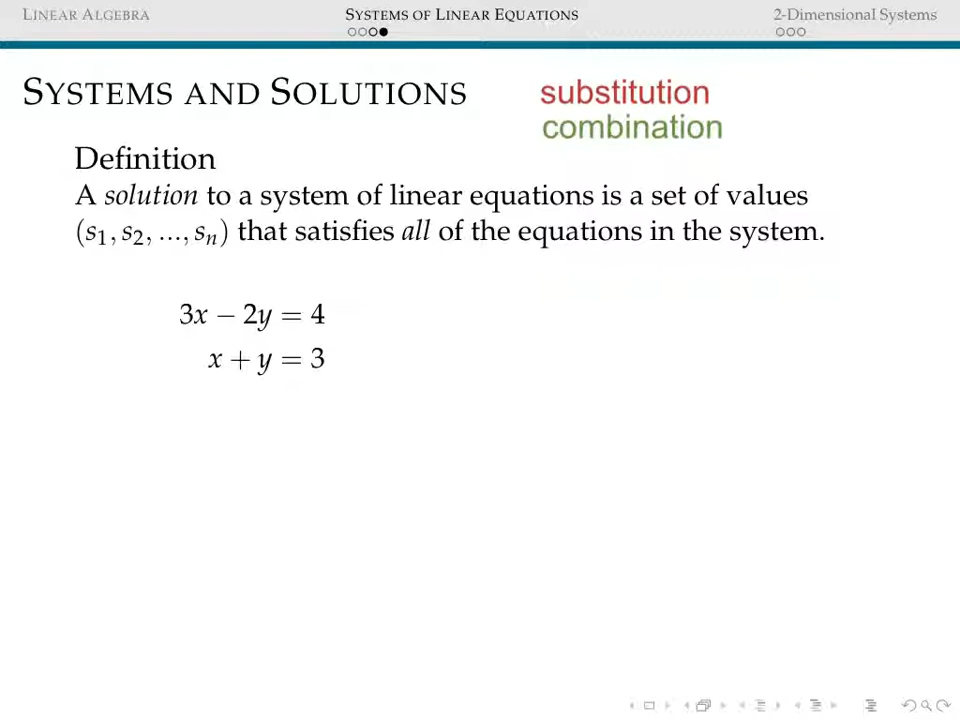 LINEAR ALGEBRA SYSTEMS OF LINEAR EQUATIONS 2-Dimensional Systems
SYSTEMS AND SOLUTIONS
substitution
combination
Definition
A solution to a system of linear equations is a set of values
(s₁, s₂, ..., sₙ) that satisfies all of the equations in the system.
3x − 2y = 4
x + y = 3